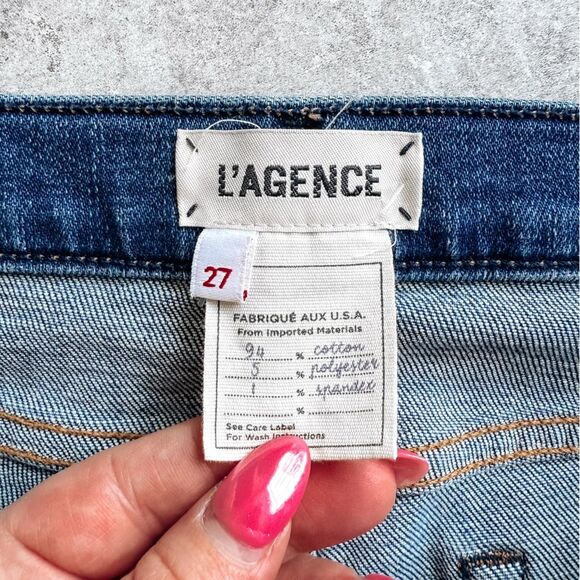 L'AGENCE
27
FABRIQUÉ AUX U.S.A.
From Imported Materials
94 % cotton
5 % polyester
1 % spandex
%
See Care Label
For Wash Instructions